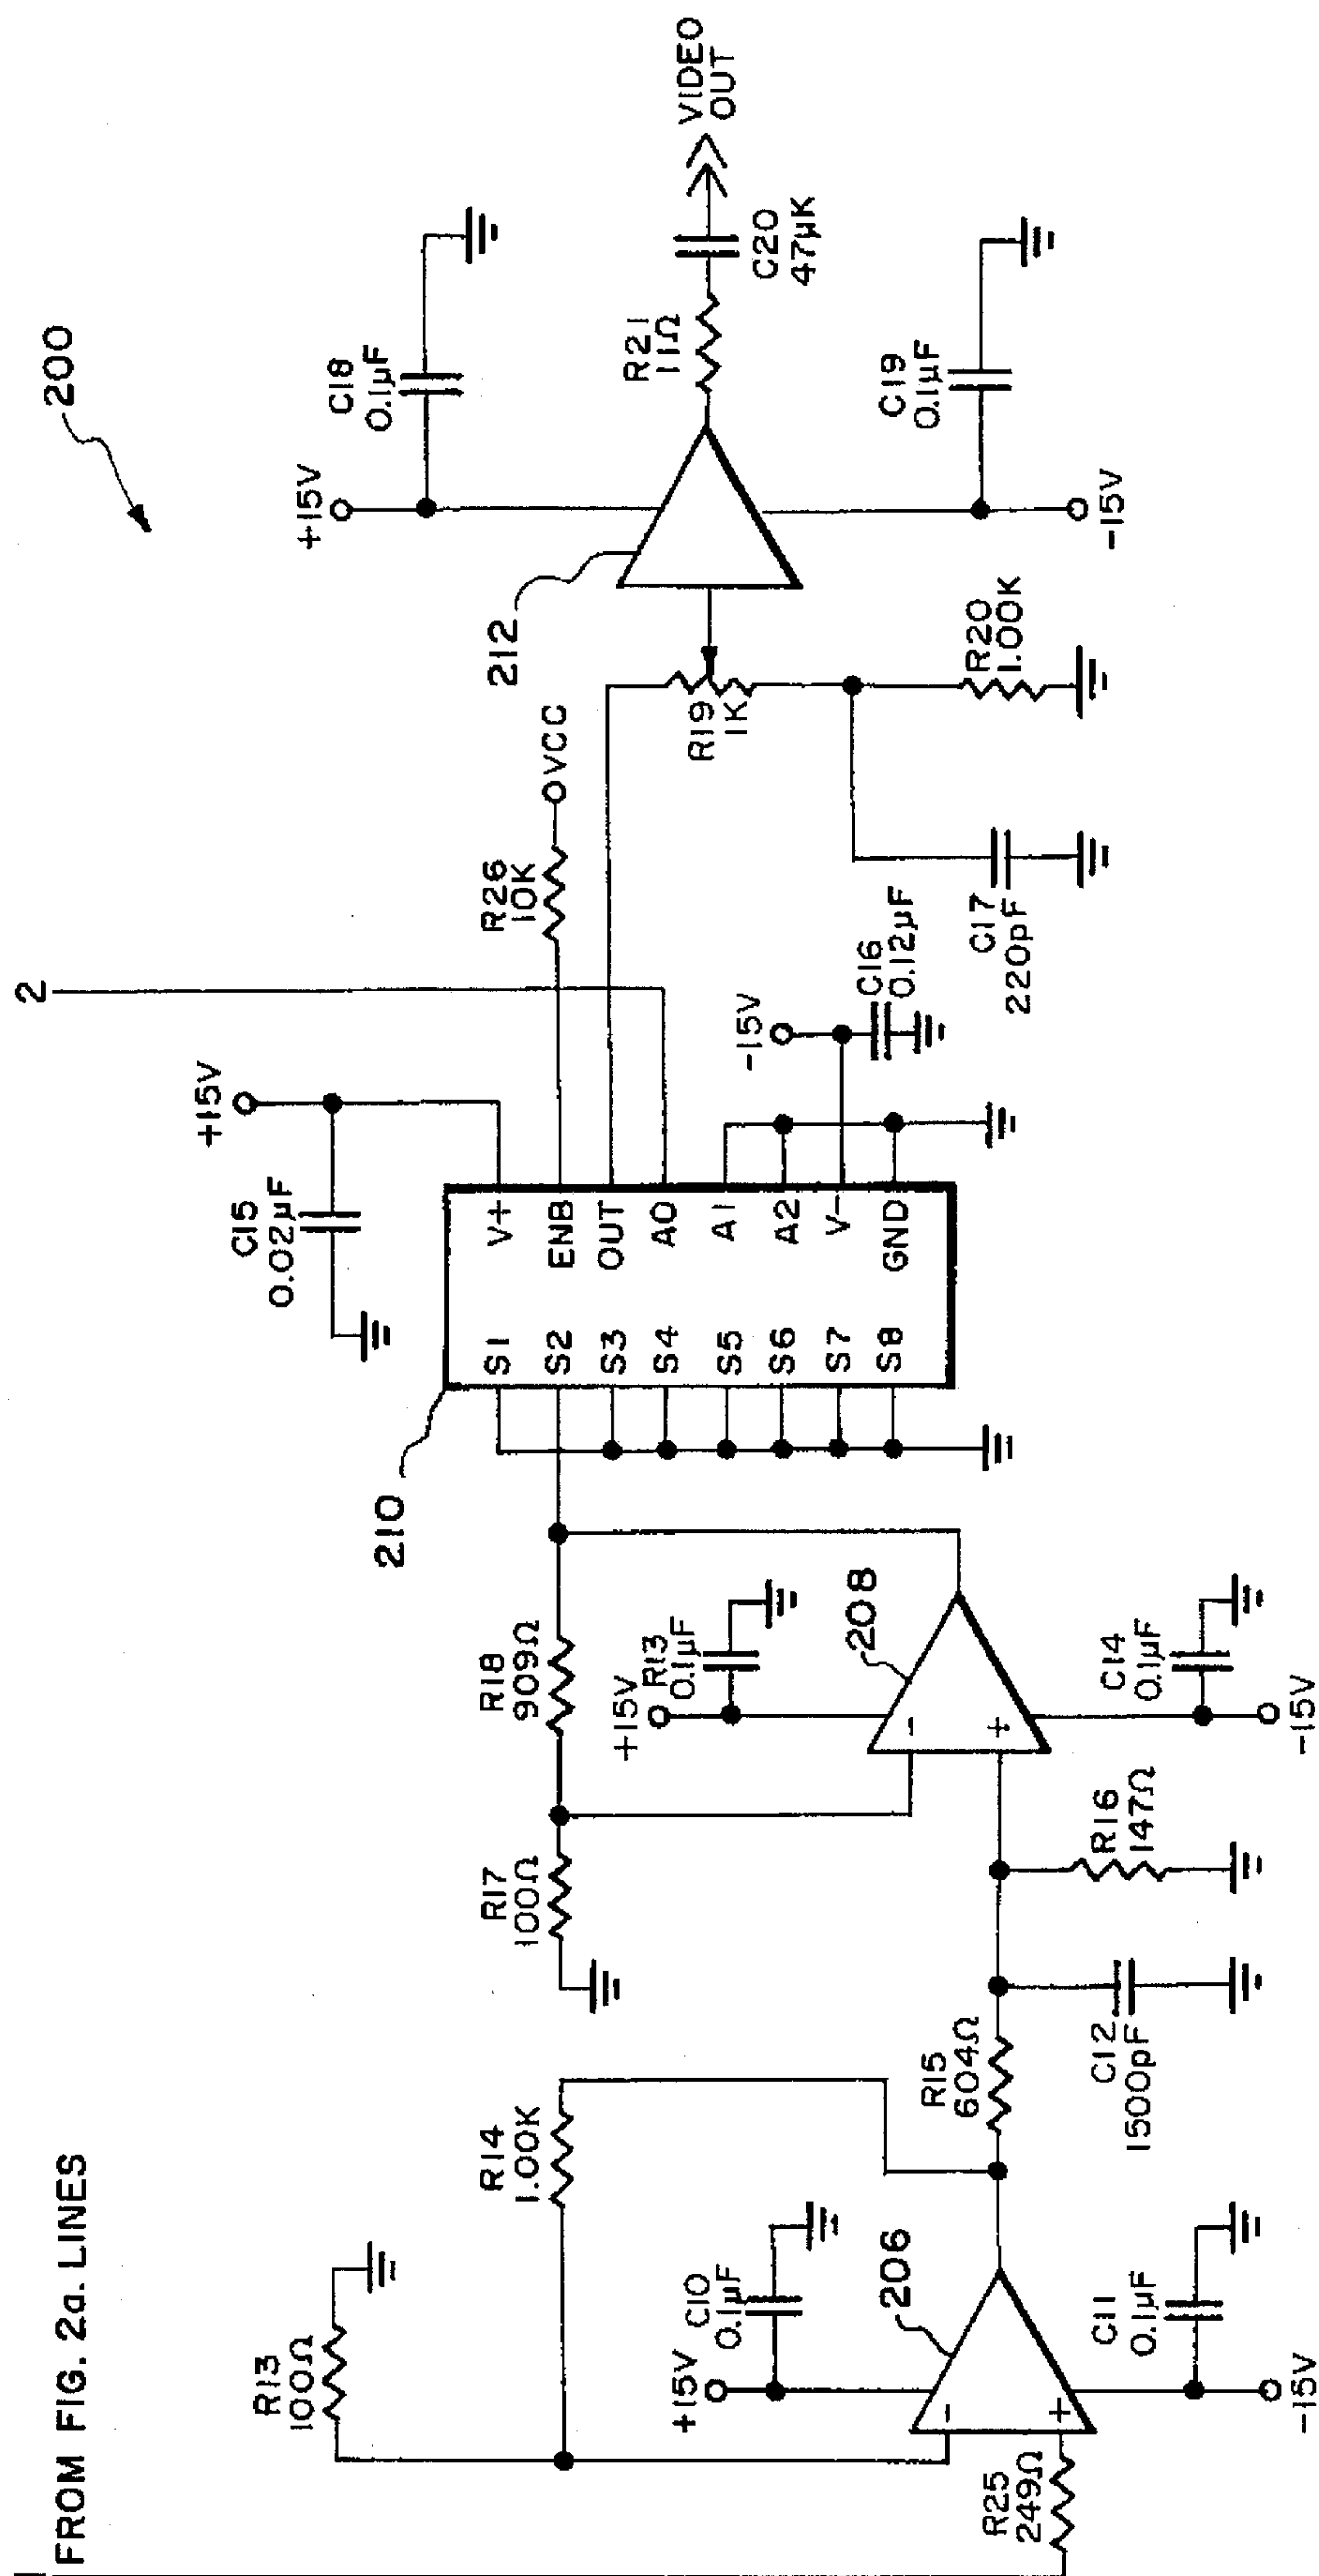 FROM FIG. 2a. LINES
1
2
200
R13
100Ω
R14
1.00K
+15V
C10
0.1µF
206
-
+
R25
249Ω
C11
0.1µF
-15V
R15
604Ω
C12
1500pF
R17
100Ω
R18
909Ω
R16
147Ω
+15V
R13
0.1µF
208
-
+
C14
0.1µF
-15V
210
S1
S2
S3
S4
S5
S6
S7
S8
V+
ENB
OUT
A0
A1
A2
V-
GND
C15
0.02µF
+15V
R26
10K
VCC
-15V
C16
0.12µF
C17
220pF
R19
1K
R20
1.00K
212
+15V
C18
0.1µF
C19
0.1µF
-15V
R21
11Ω
C20
47µK
VIDEO
OUT